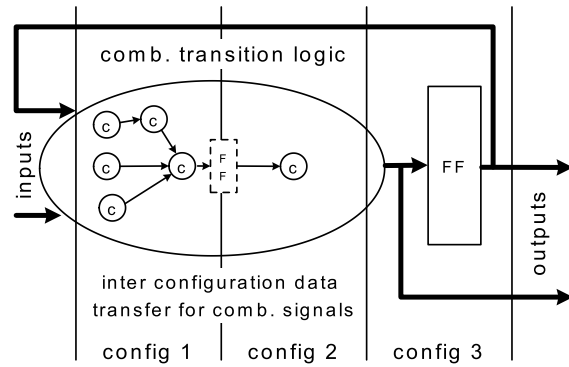 comb. transition logic
inputs
c
c
c
c
c
F
F
c
FF
outputs
inter configuration data
transfer for comb. signals
config 1
config 2
config 3